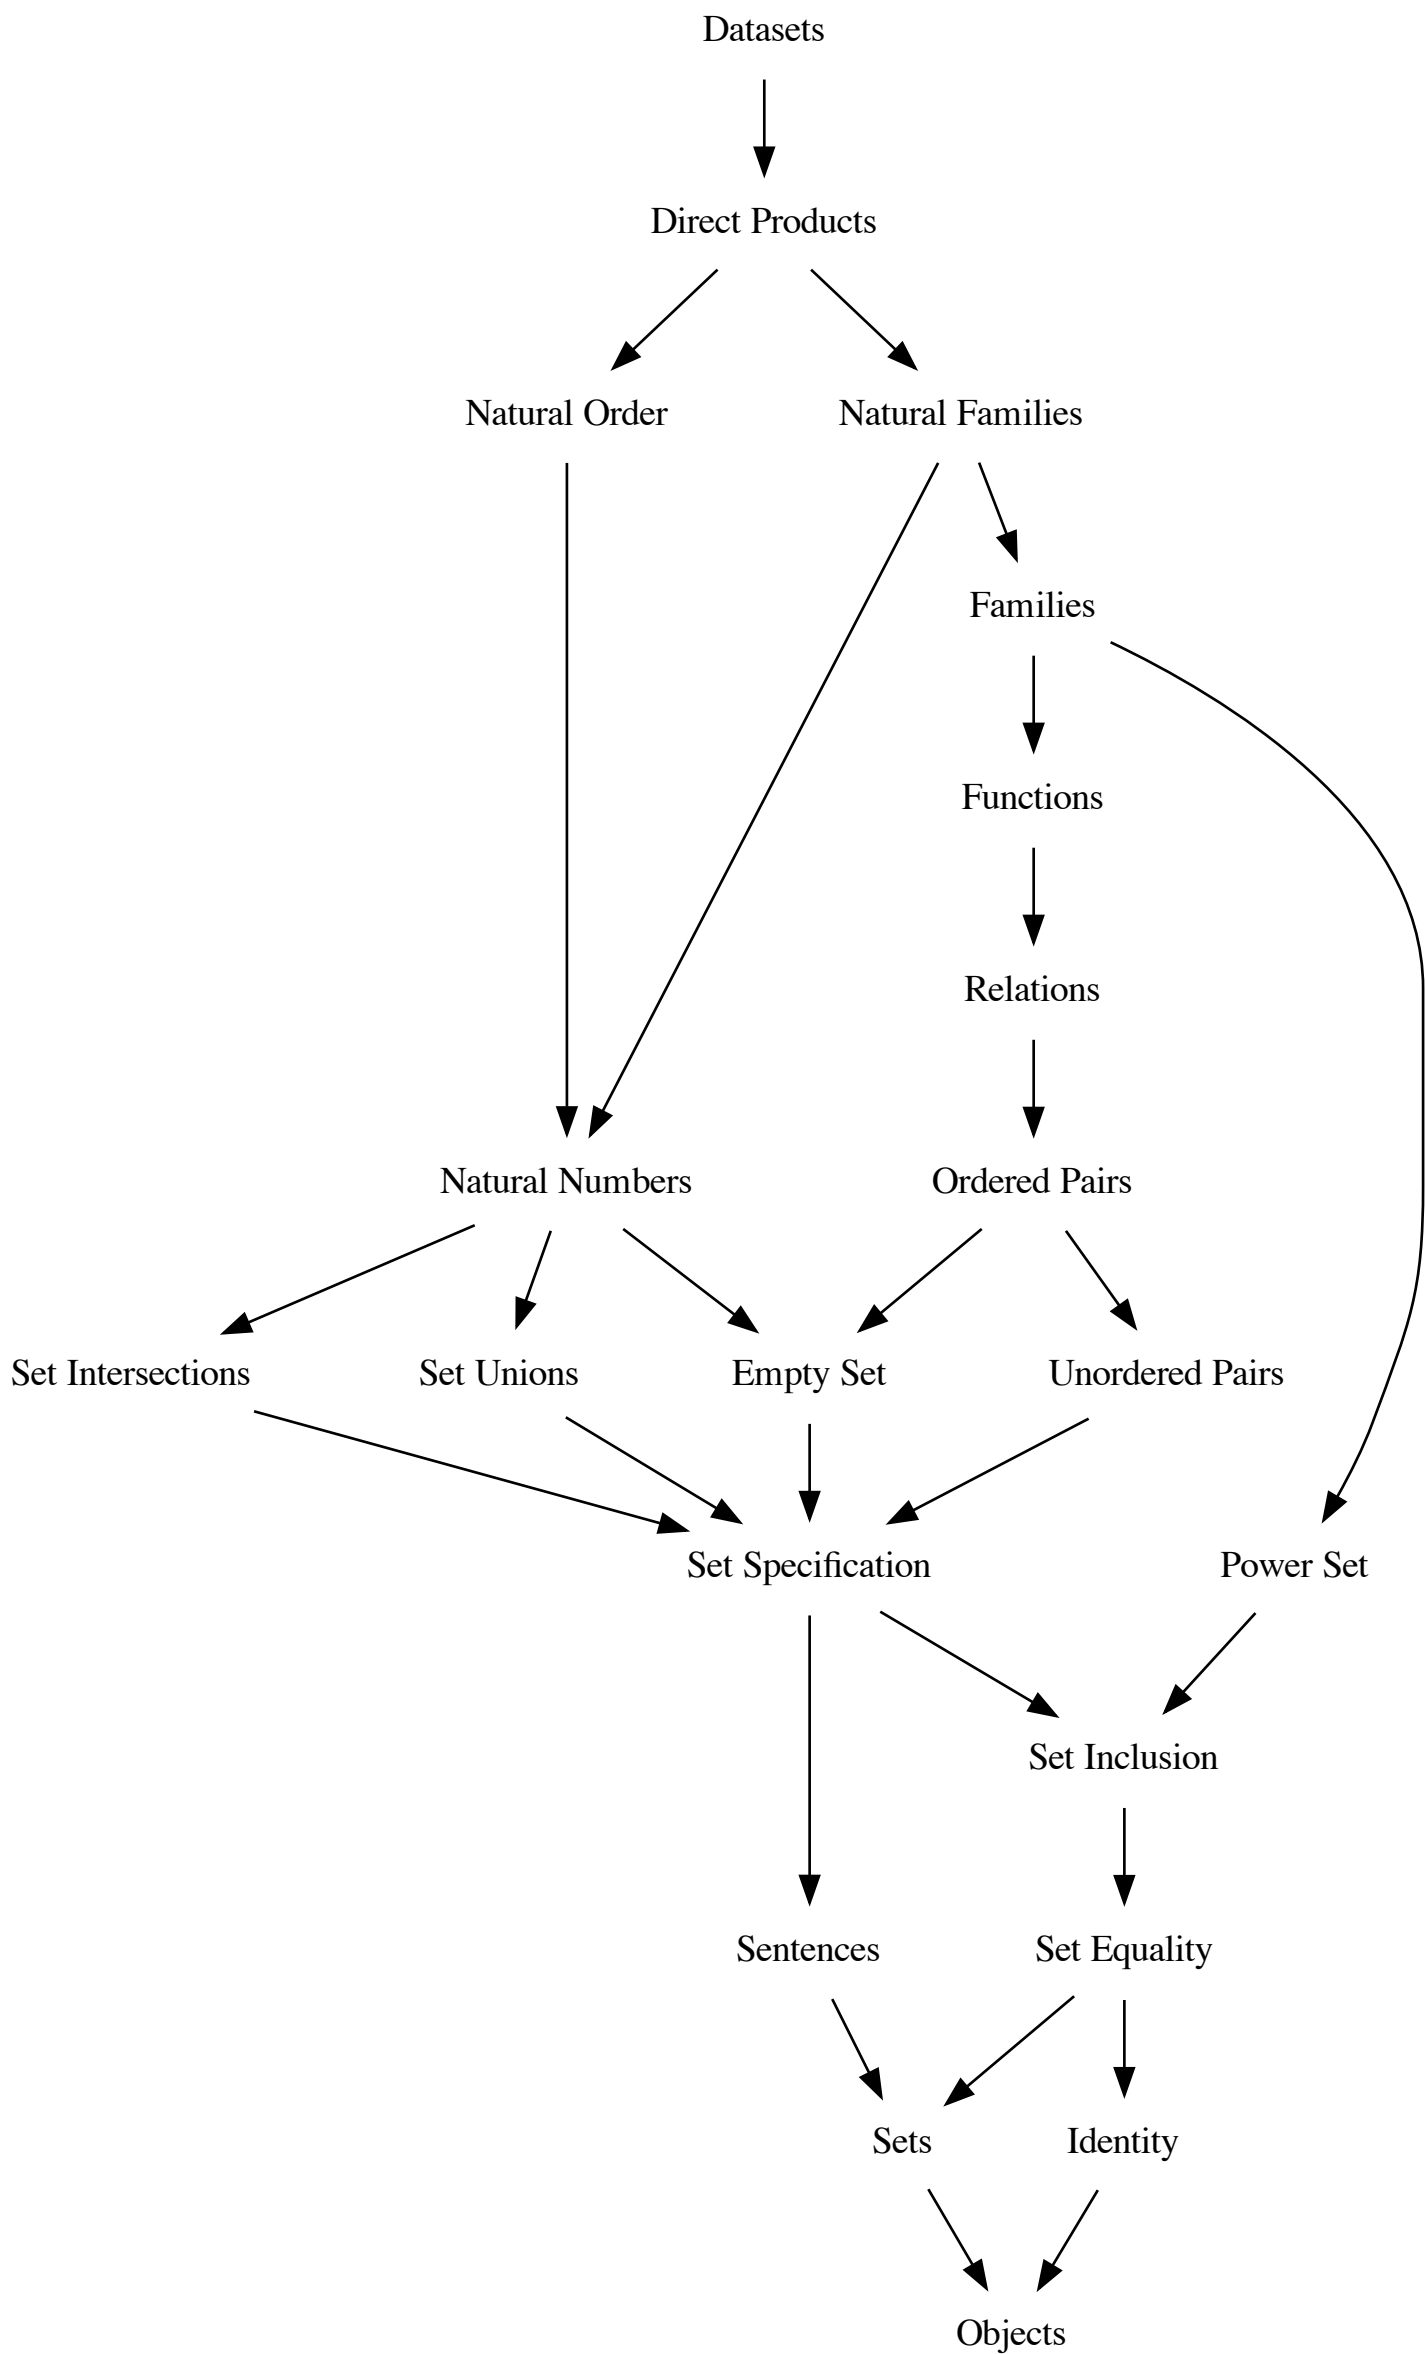 Datasets
Direct Products
Natural Order
Natural Families
Families
Functions
Relations
Natural Numbers
Ordered Pairs
Set Intersections
Set Unions
Empty Set
Unordered Pairs
Set Specification
Power Set
Set Inclusion
Sentences
Set Equality
Sets
Identity
Objects